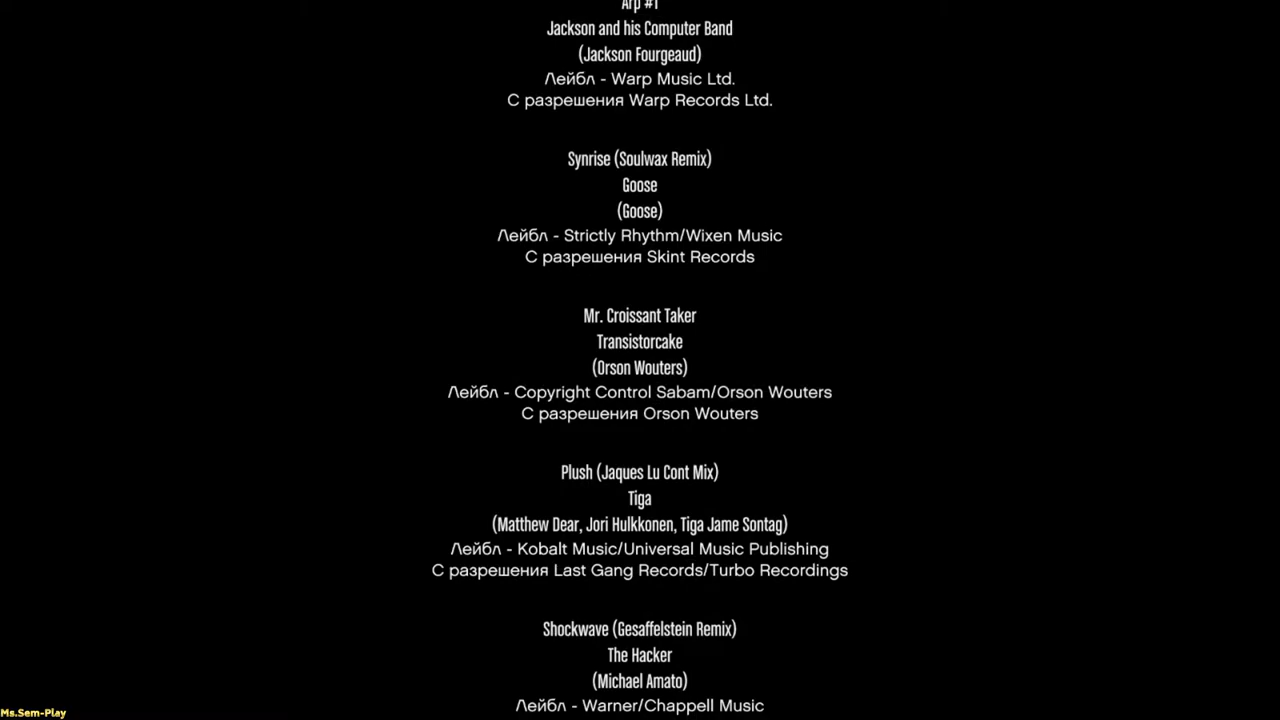 Arp #1
Jackson and his Computer Band
(Jackson Fourgeaud)
Лейбл - Warp Music Ltd.
С разрешения Warp Records Ltd.
Synrise (Soulwax Remix)
Goose
(Goose)
Лейбл - Strictly Rhythm/Wixen Music
С разрешения Skint Records
Mr. Croissant Taker
Transistorcake
(Orson Wouters)
Лейбл - Copyright Control Sabam/Orson Wouters
С разрешения Orson Wouters
Plush (Jaques Lu Cont Mix)
Tiga
(Matthew Dear, Jori Hulkkonen, Tiga Jame Sontag)
Лейбл - Kobalt Music/Universal Music Publishing
С разрешения Last Gang Records/Turbo Recordings
Shockwave (Gesaffelstein Remix)
The Hacker
(Michael Amato)
Лейбл - Warner/Chappell Music
Ms.Sem-Play